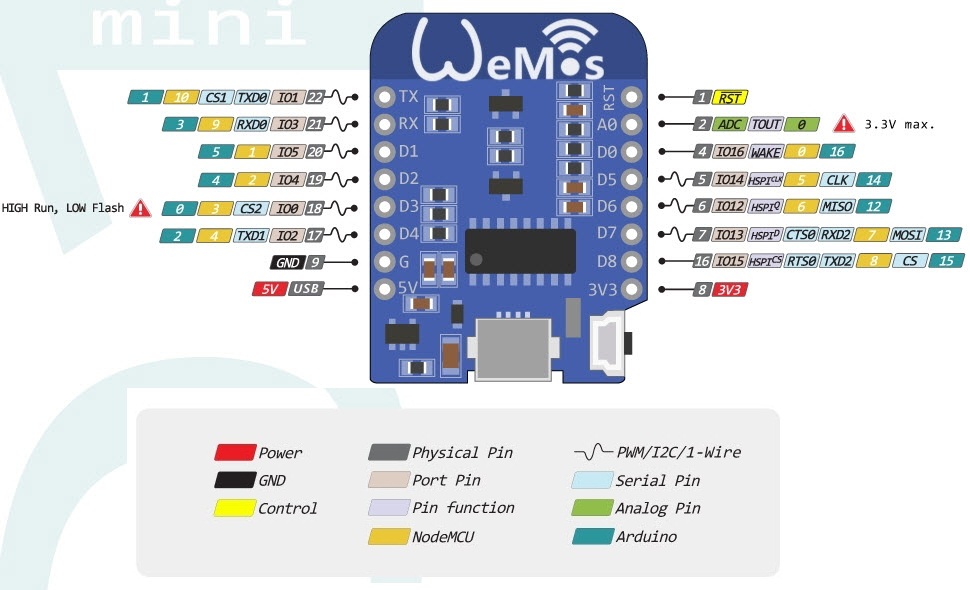 mini
WeMos
1 10 CS1 TXD0 IO1 22 TX
3 9 RXD0 IO3 21 RX
5 1 IO5 20 D1
4 2 IO4 19 D2
HIGH Run, LOW Flash 0 3 CS2 IO0 18 D3
2 4 TXD1 IO2 17 D4
GND 9 G
5V USB 5V
RST 1 RST
A0 2 ADC TOUT 0 3.3V max.
D0 4 IO16 WAKE 0 16
D5 5 IO14 HSPICLK 5 CLK 14
D6 6 IO12 HSPIQ 6 MISO 12
D7 7 IO13 HSPID CTS0 RXD2 7 MOSI 13
D8 16 IO15 HSPICS RTS0 TXD2 8 CS 15
3V3 8 3V3
Power
GND
Control
Physical Pin
Port Pin
Pin function
NodeMCU
PWM/I2C/1-Wire
Serial Pin
Analog Pin
Arduino